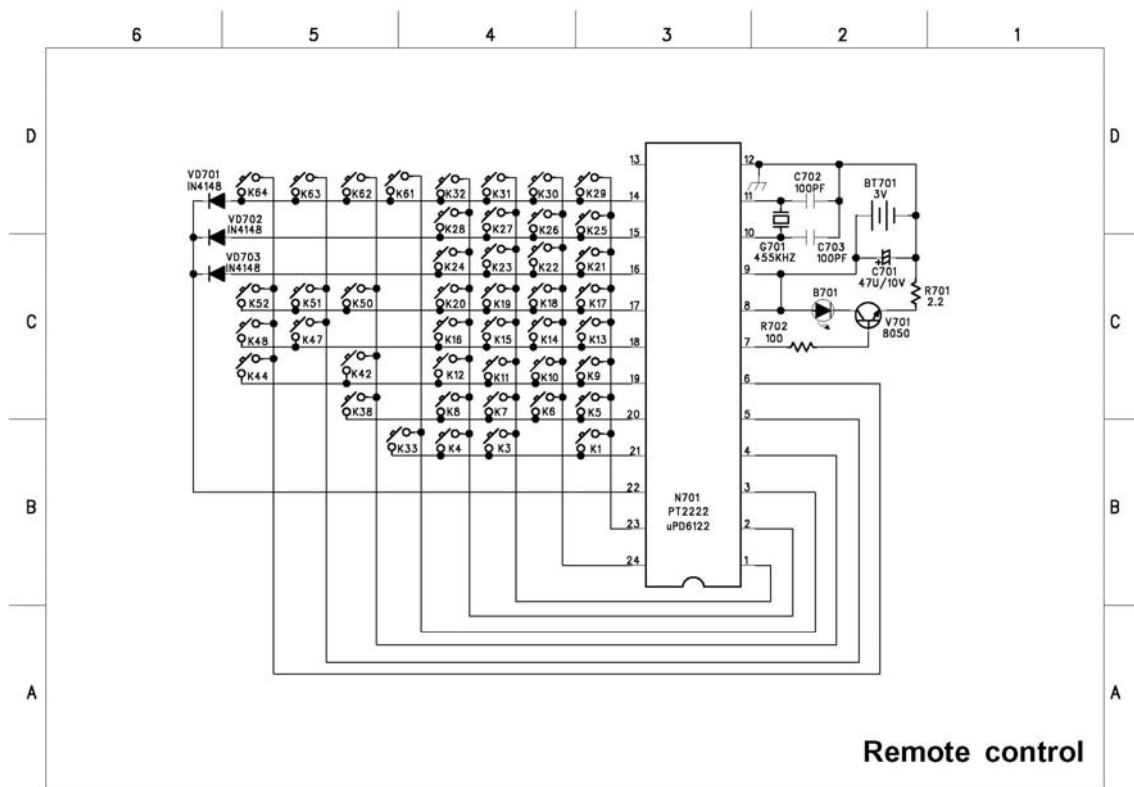 6 5 4 3 2 1
D D
13 12
VD701
IN4148
K64 K63 K62 K61 K32 K31 K30 K29 14 11
C702
100PF
BT701
3V
VD702
IN4148
K28 K27 K26 K25 15 10
G701
455KHZ
C703
100PF
VD703
IN4148
K24 K23 K22 K21 16 9
C701
47U/10V
+
K52 K51 K50 K20 K19 K18 K17 17 8
B701
R701
2.2
C C
V701
8050
K48 K47 K16 K15 K14 K13 18 7
R702
100
K44 K42 K12 K11 K10 K9 19 6
K38 K8 K7 K6 K5 20 5
K33 K4 K3 K1 21 4
B B
22 3
N701
PT2222
uPD6122
23 2
24 1
A A
Remote control